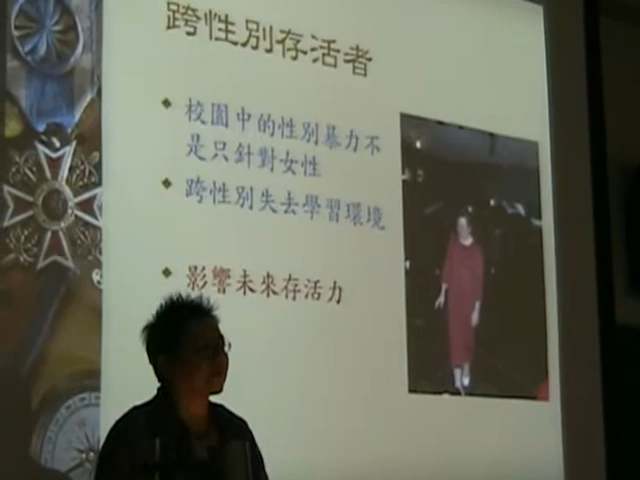 跨性別存活者
校園中的性別暴力不
是只針對女性
跨性別失去學習環境
影響未來存活力